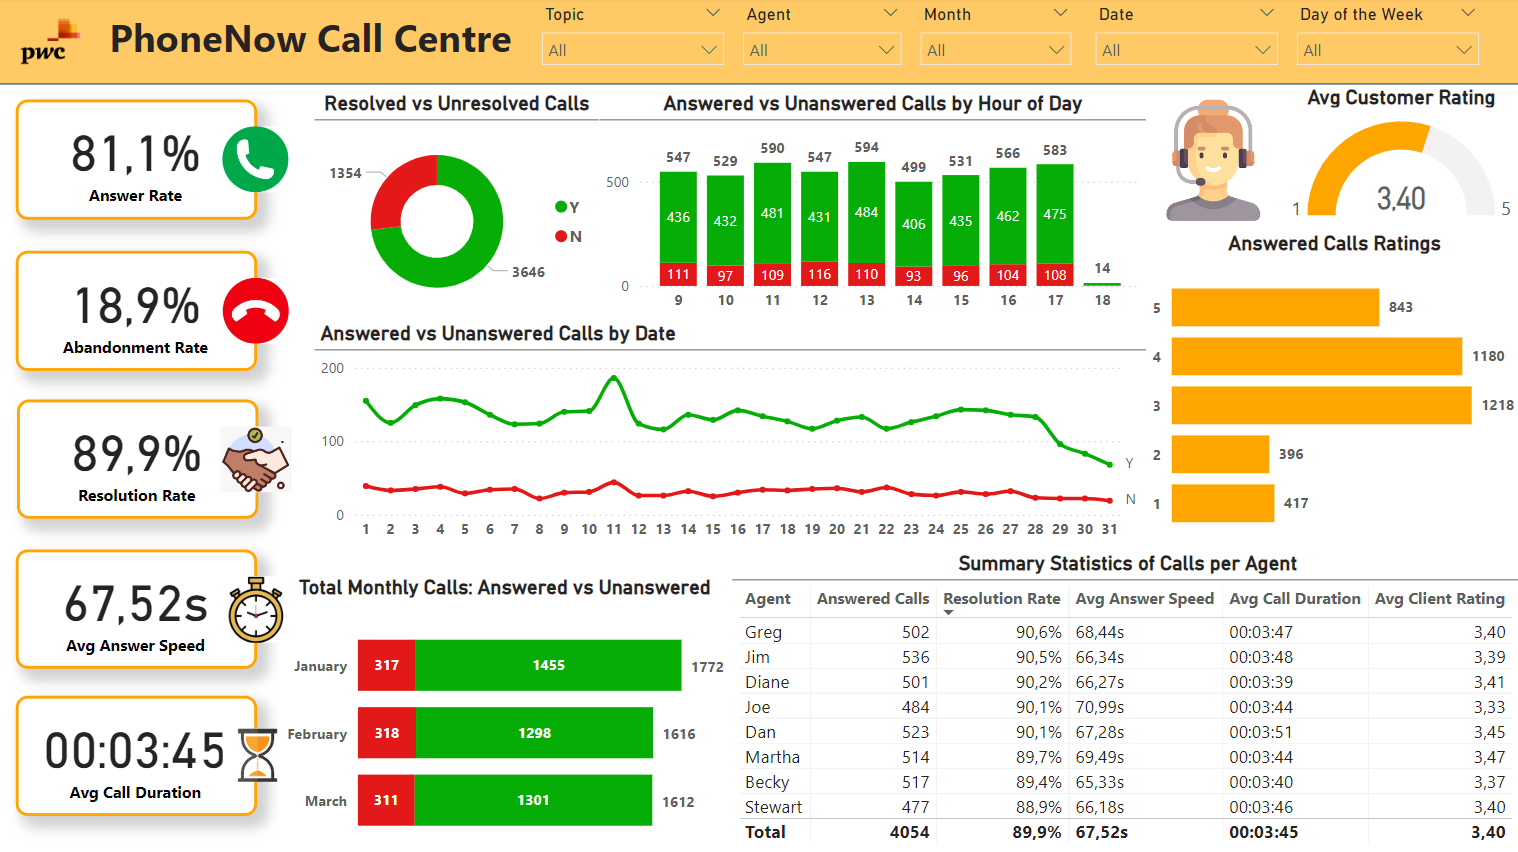 pwc
PhoneNow Call Centre
Topic
All
Agent
All
Month
All
Date
All
Day of the Week
All
81,1%
Answer Rate
18,9%
Abandonment Rate
89,9%
Resolution Rate
67,52s
Avg Answer Speed
00:03:45
Avg Call Duration
Resolved vs Unresolved Calls
1354
3646
Y
N
Answered vs Unanswered Calls by Hour of Day
500
0
547 529 590 547 594 499 531 566 583 14
436 432 481 431 484 406 435 462 475
111 97 109 116 110 93 96 104 108
9 10 11 12 13 14 15 16 17 18
Avg Customer Rating
3,40
1 5
Answered Calls Ratings
5 843
4 1180
3 1218
2 396
1 417
Answered vs Unanswered Calls by Date
200
100
0
Y
N
1 2 3 4 5 6 7 8 9 10 11 12 13 14 15 16 17 18 19 20 21 22 23 24 25 26 27 28 29 30 31
Total Monthly Calls: Answered vs Unanswered
January 317 1455 1772
February 318 1298 1616
March 311 1301 1612
Summary Statistics of Calls per Agent
Agent Answered Calls Resolution Rate Avg Answer Speed Avg Call Duration Avg Client Rating
Greg 502 90,6% 68,44s 00:03:47 3,40
Jim 536 90,5% 66,34s 00:03:48 3,39
Diane 501 90,2% 66,27s 00:03:39 3,41
Joe 484 90,1% 70,99s 00:03:44 3,33
Dan 523 90,1% 67,28s 00:03:51 3,45
Martha 514 89,7% 69,49s 00:03:44 3,47
Becky 517 89,4% 65,33s 00:03:40 3,37
Stewart 477 88,9% 66,18s 00:03:46 3,40
Total 4054 89,9% 67,52s 00:03:45 3,40